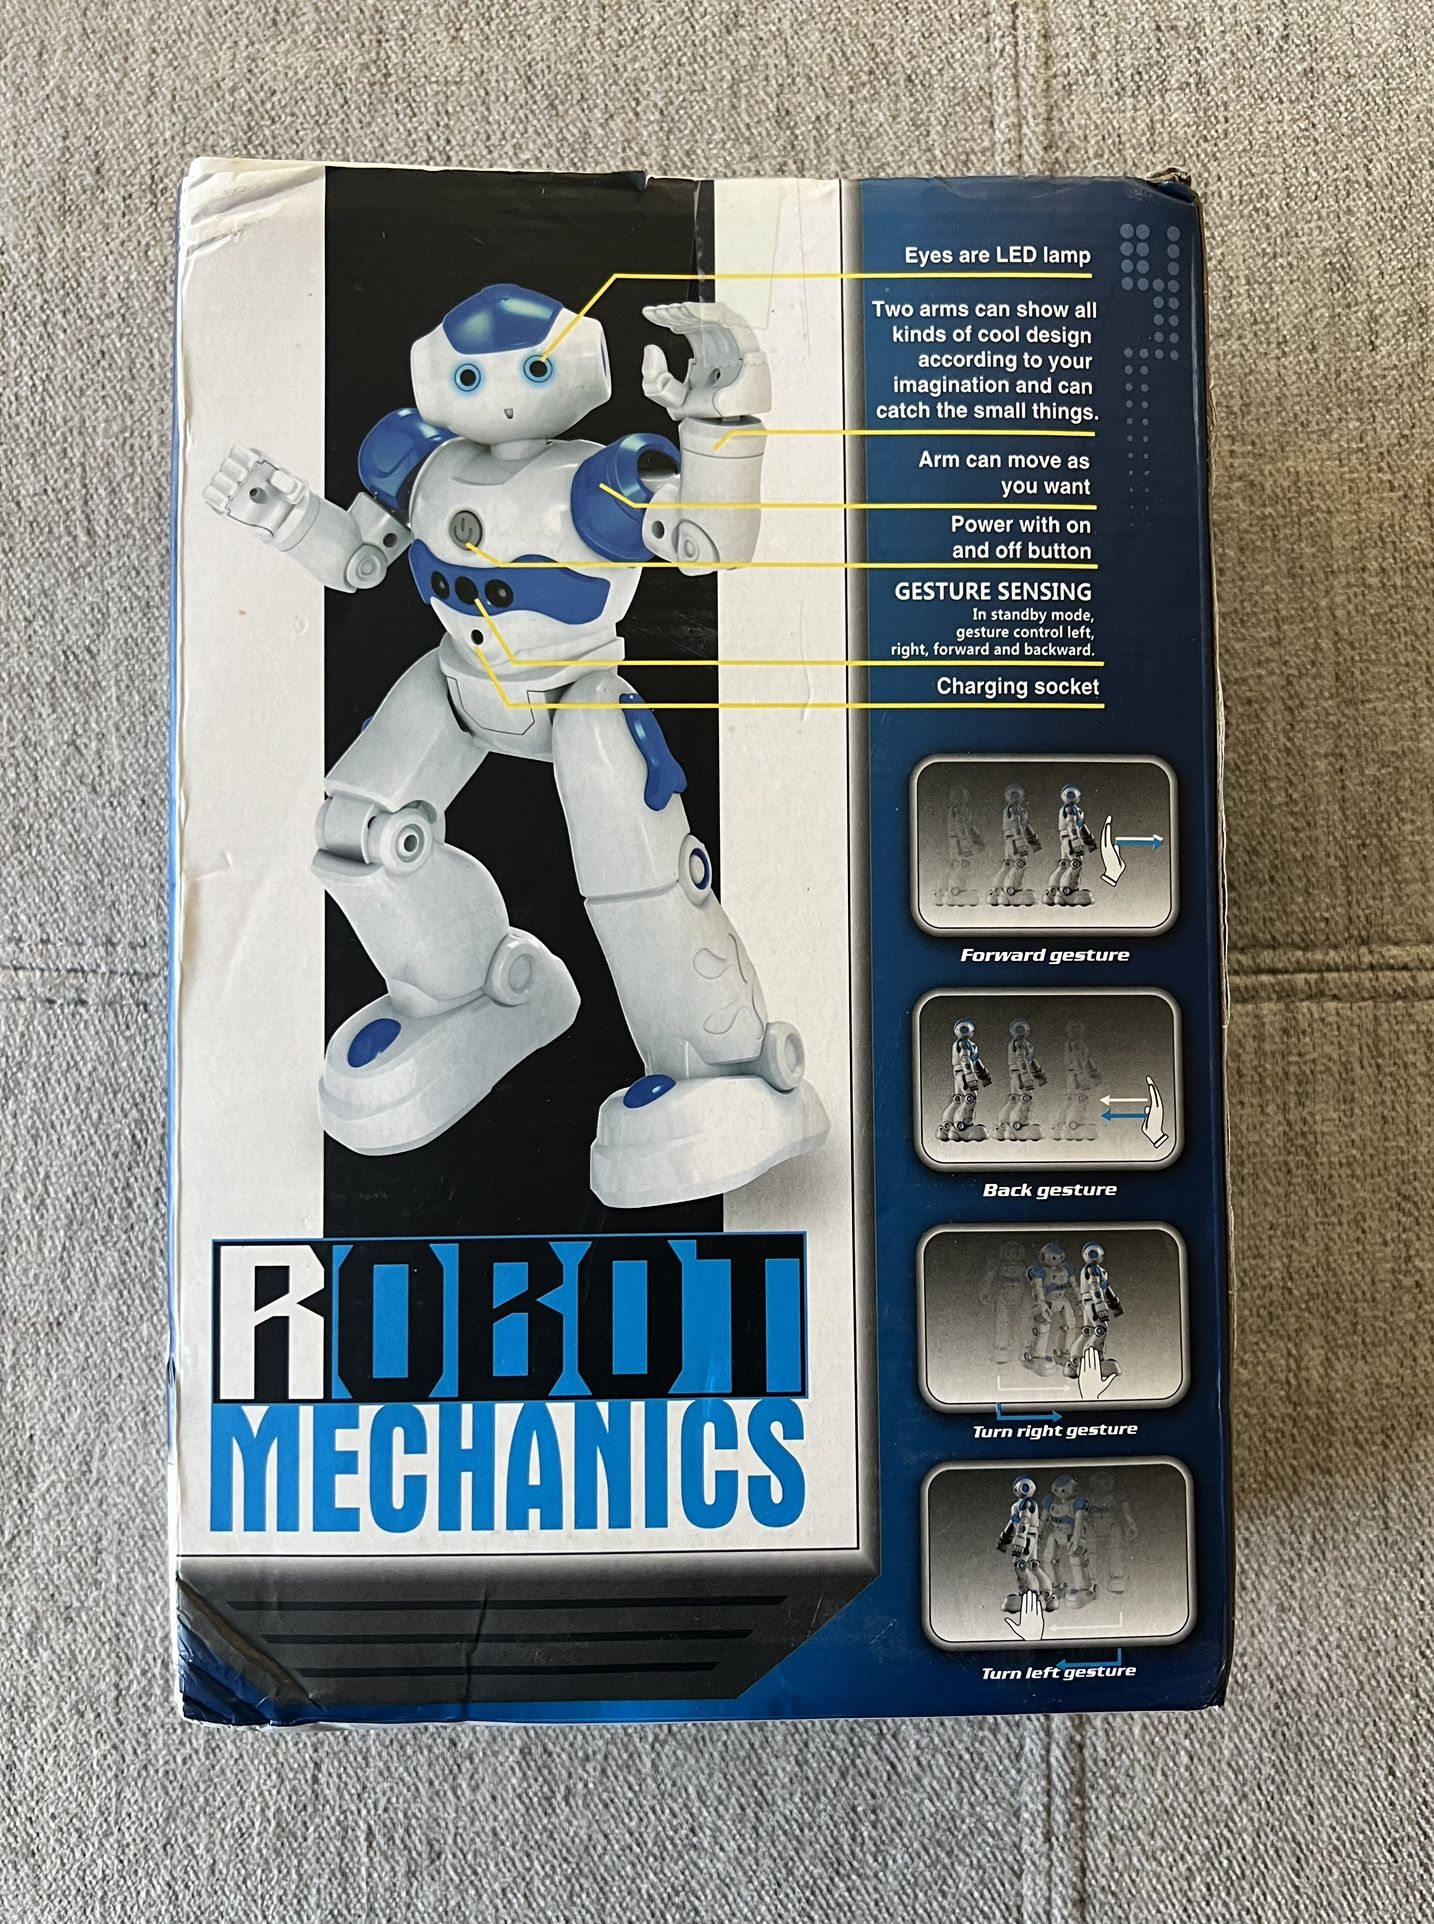 Eyes are LED lamp
Two arms can show all
kinds of cool design
according to your
imagination and can
catch the small things.
Arm can move as
you want
Power with on
and off button
GESTURE SENSING
In standby mode,
gesture control left,
right, forward and backward.
Charging socket
Forward gesture
Back gesture
Turn right gesture
Turn left gesture
ROBOT
MECHANICS